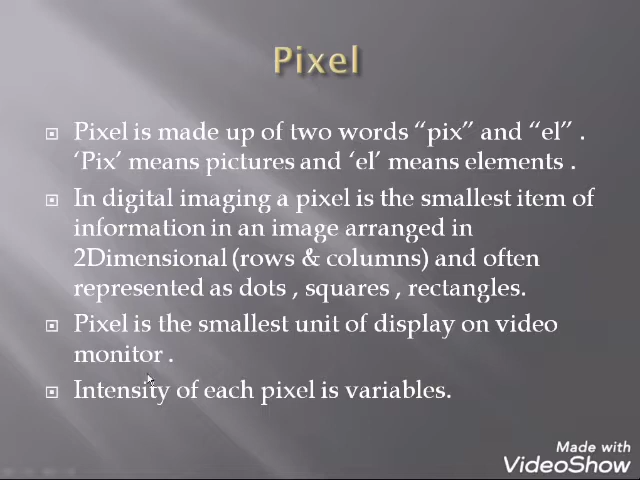 Pixel
Pixel is made up of two words “pix” and “el” .
‘Pix’ means pictures and ‘el’ means elements .
In digital imaging a pixel is the smallest item of
information in an image arranged in
2Dimensional (rows & columns) and often
represented as dots , squares , rectangles.
Pixel is the smallest unit of display on video
monitor .
Intensity of each pixel is variables.
Made with
VideoShow